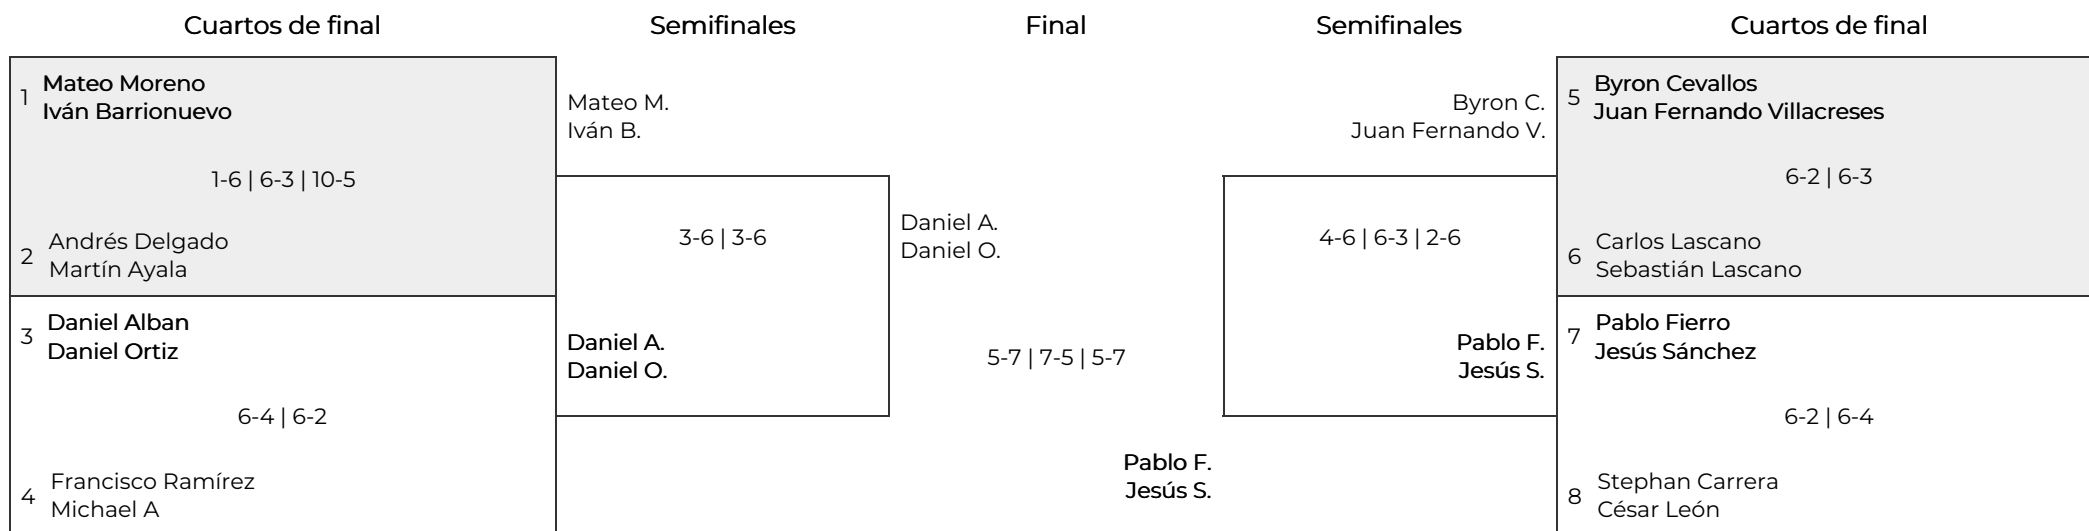 Cuartos de final
Semifinales
Final
Semifinales
Cuartos de final
1
Mateo Moreno
Iván Barrionuevo
1-6 | 6-3 | 10-5
2
Andrés Delgado
Martín Ayala
3
Daniel Alban
Daniel Ortiz
6-4 | 6-2
4
Francisco Ramírez
Michael A
Mateo M.
Iván B.
3-6 | 3-6
Daniel A.
Daniel O.
Daniel A.
Daniel O.
5-7 | 7-5 | 5-7
Pablo F.
Jesús S.
Byron C.
Juan Fernando V.
4-6 | 6-3 | 2-6
Pablo F.
Jesús S.
5
Byron Cevallos
Juan Fernando Villacreses
6-2 | 6-3
6
Carlos Lascano
Sebastián Lascano
7
Pablo Fierro
Jesús Sánchez
6-2 | 6-4
8
Stephan Carrera
César León